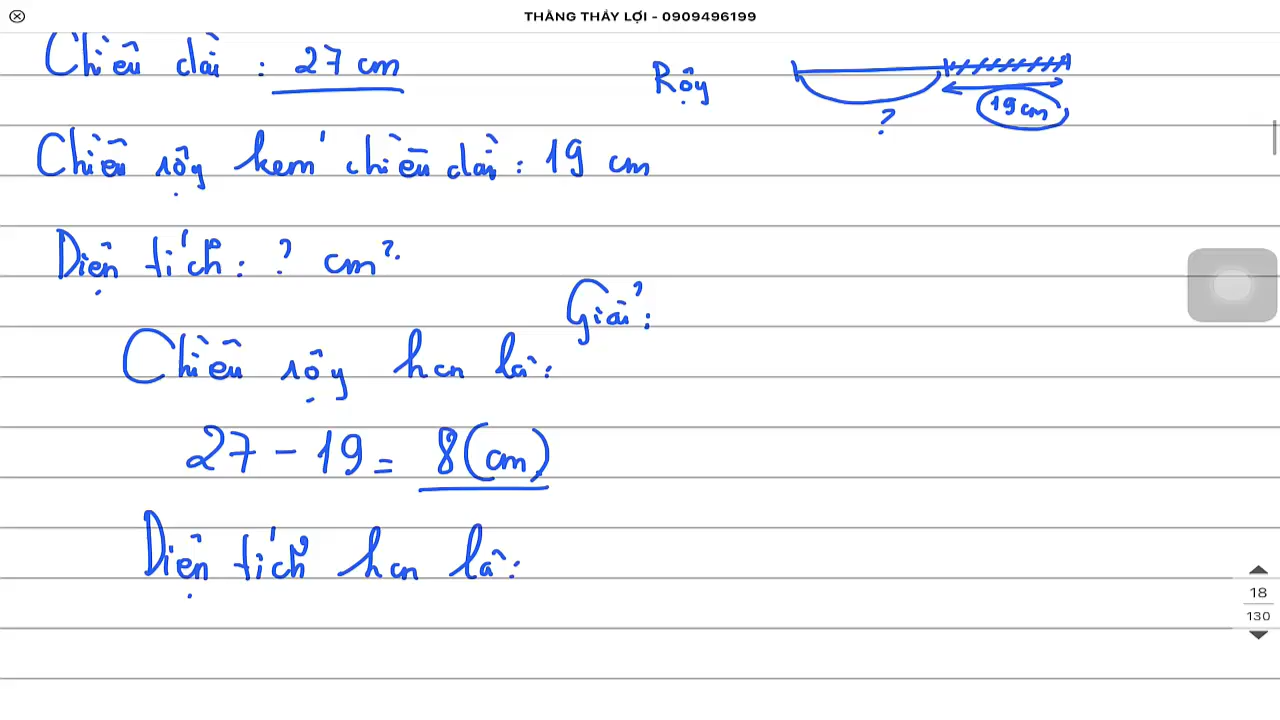 THẰNG THẦY LỢI - 0909496199
Chiều dài : 27 cm
Rộng
?
19 cm
Chiều rộng kém chiều dài : 19 cm
Diện tích : ? cm².
Giải :
Chiều rộng hcn là :
27 - 19 = 8 (cm)
Diện tích hcn là :
18
130